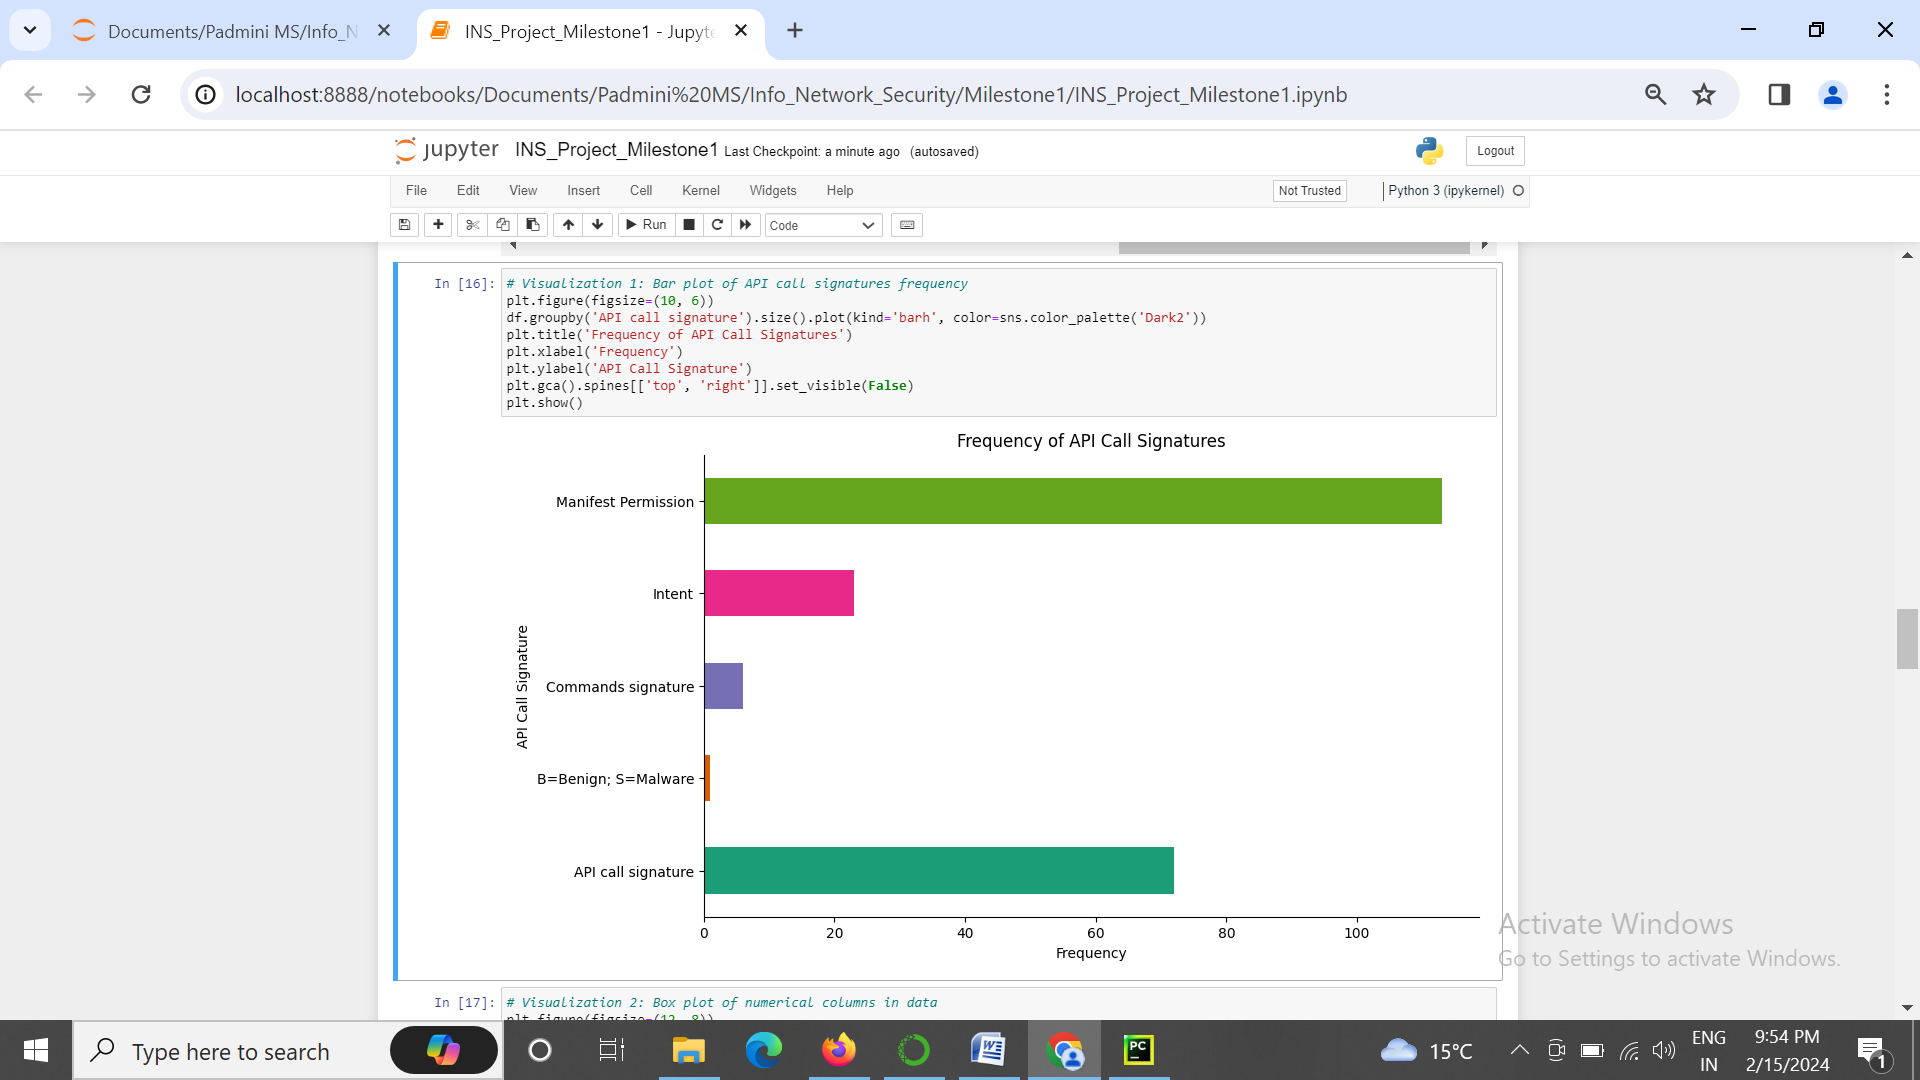 Documents/Padmini MS/Info_N
INS_Project_Milestone1 - Jupyte
localhost:8888/notebooks/Documents/Padmini%20MS/Info_Network_Security/Milestone1/INS_Project_Milestone1.ipynb
jupyter INS_Project_Milestone1 Last Checkpoint: a minute ago (autosaved)
Logout
File Edit View Insert Cell Kernel Widgets Help
Not Trusted
Python 3 (ipykernel)
Run
Code
In [16]:
# Visualization 1: Bar plot of API call signatures frequency
plt.figure(figsize=(10, 6))
df.groupby('API call signature').size().plot(kind='barh', color=sns.color_palette('Dark2'))
plt.title('Frequency of API Call Signatures')
plt.xlabel('Frequency')
plt.ylabel('API Call Signature')
plt.gca().spines[['top', 'right']].set_visible(False)
plt.show()
Frequency of API Call Signatures
Manifest Permission
Intent
Commands signature
B=Benign; S=Malware
API call signature
API Call Signature
0 20 40 60 80 100
Frequency
Activate Windows
Go to Settings to activate Windows.
In [17]:
# Visualization 2: Box plot of numerical columns in data
plt.figure(figsize=(12, 8))
Type here to search
PC
15°C
ENG
IN
9:54 PM
2/15/2024
1